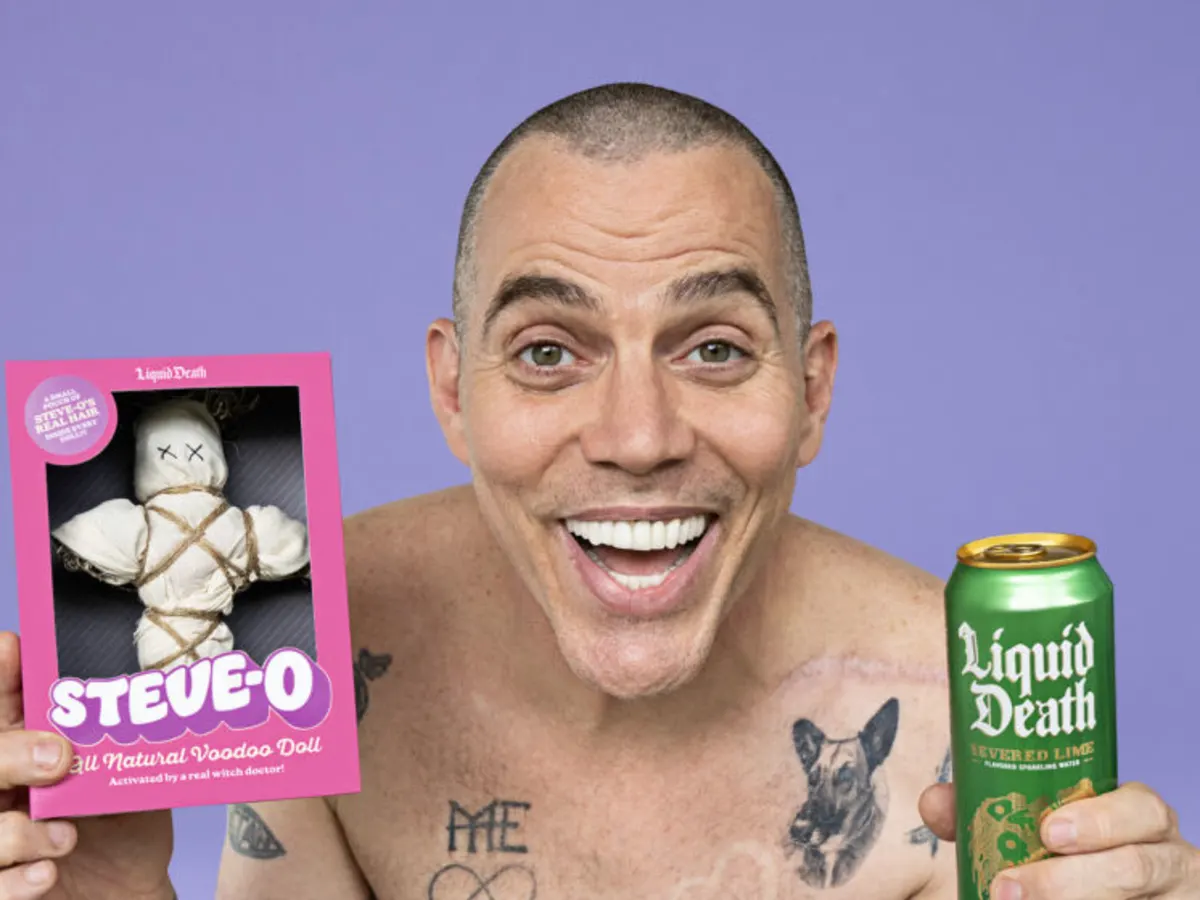 Liquid Death
A SMALL
POUCH OF
STEVE-O'S
REAL HAIR
INSIDE EVERY
DOLL!
STEVE-O
All Natural Voodoo Doll
Activated by a real witch doctor!
ME
Liquid
Death
SEVERED LIME
FLAVORED SPARKLING WATER